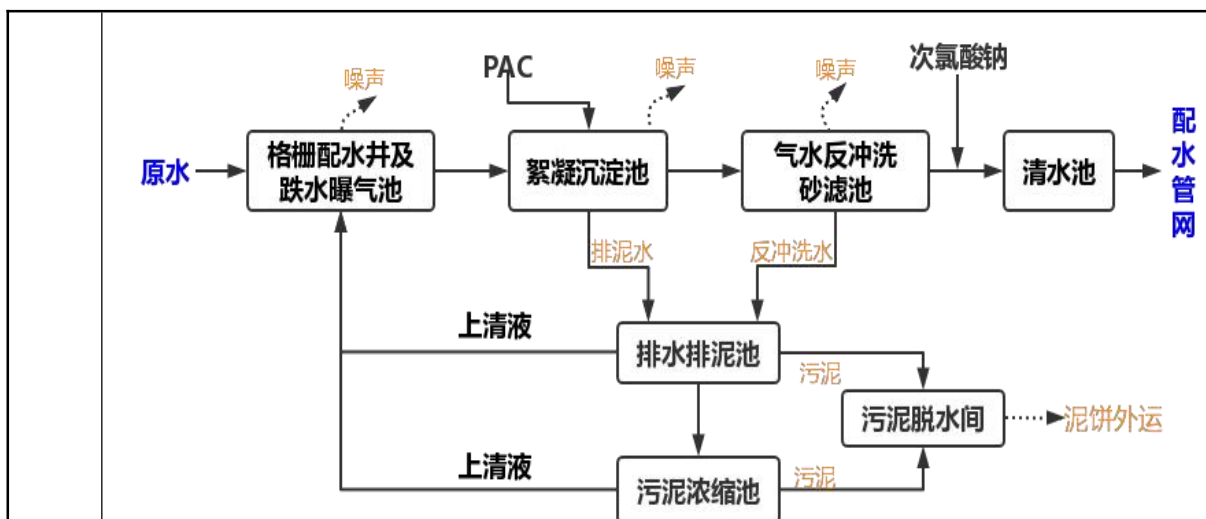 噪声
PAC
噪声
噪声
次氯酸钠
原水
格栅配水井及
跌水曝气池
絮凝沉淀池
气水反冲洗
砂滤池
清水池
配
水
管
网
排泥水
反冲洗水
上清液
排水排泥池
污泥
污泥脱水间
泥饼外运
上清液
污泥浓缩池
污泥